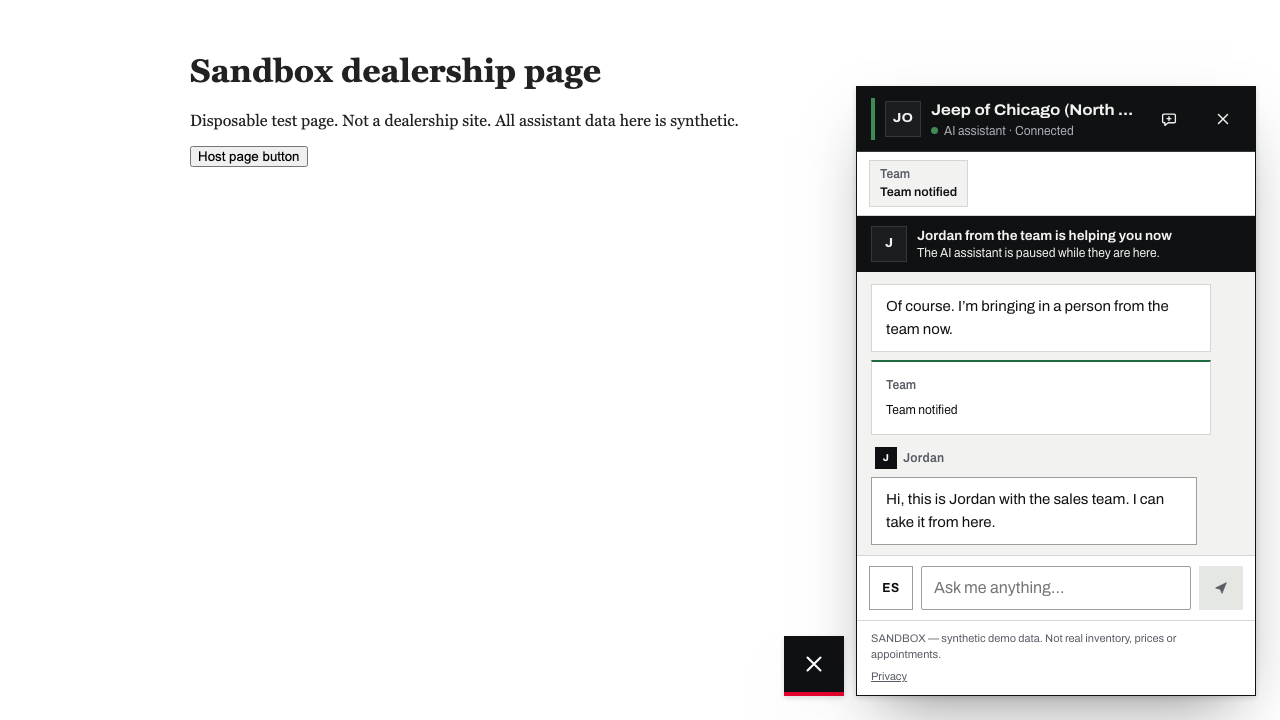 Sandbox dealership page
Disposable test page. Not a dealership site. All assistant data here is synthetic.
Host page button
JO
Jeep of Chicago (North ...
AI assistant · Connected
Team
Team notified
J
Jordan from the team is helping you now
The AI assistant is paused while they are here.
Of course. I’m bringing in a person from the
team now.
Team
Team notified
J
Jordan
Hi, this is Jordan with the sales team. I can
take it from here.
ES
Ask me anything...
SANDBOX — synthetic demo data. Not real inventory, prices or
appointments.
Privacy